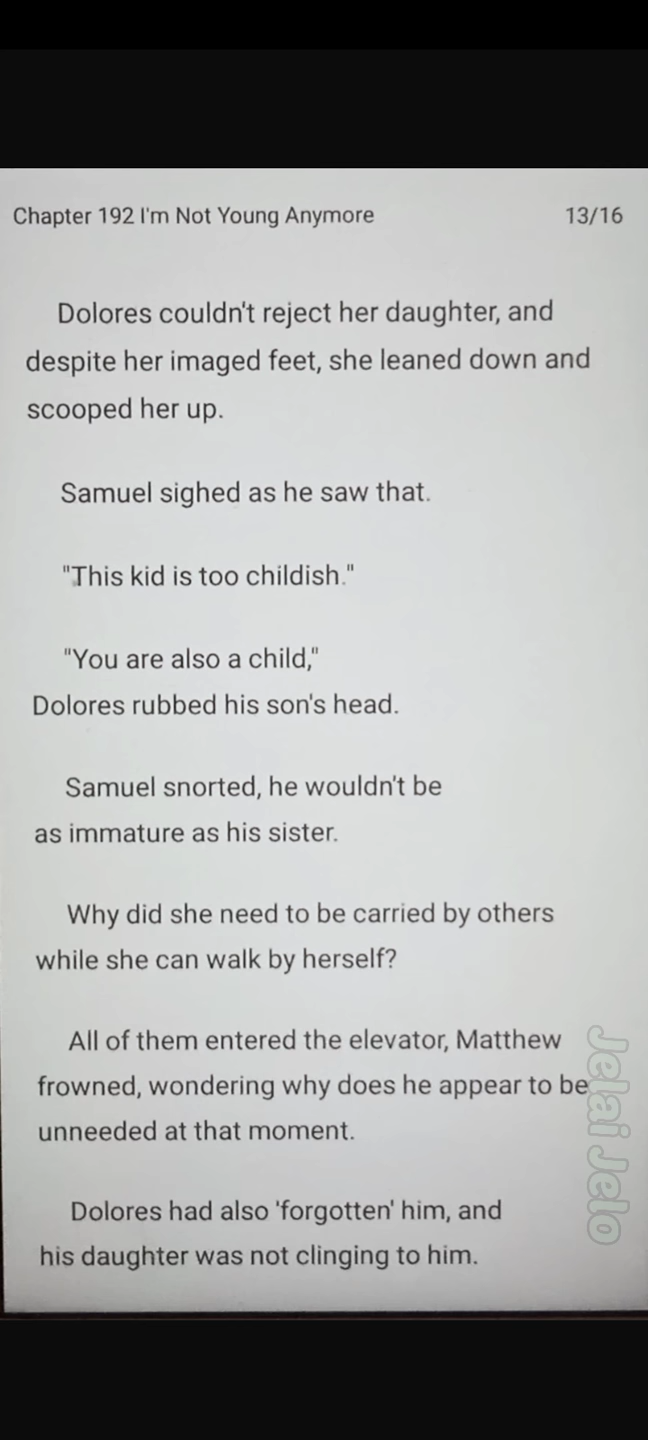 Chapter 192 I'm Not Young Anymore 13/16
Dolores couldn't reject her daughter, and
despite her imaged feet, she leaned down and
scooped her up.
Samuel sighed as he saw that.
"This kid is too childish."
"You are also a child,"
Dolores rubbed his son's head.
Samuel snorted, he wouldn't be
as immature as his sister.
Why did she need to be carried by others
while she can walk by herself?
All of them entered the elevator, Matthew
frowned, wondering why does he appear to be
unneeded at that moment.
Dolores had also 'forgotten' him, and
his daughter was not clinging to him.
Jelai Jelo